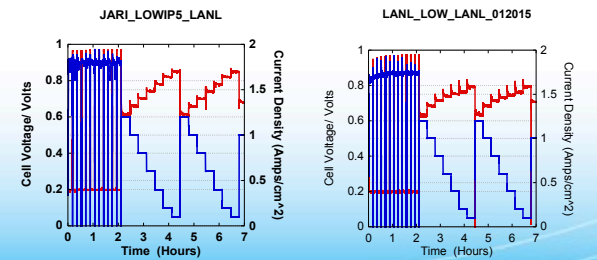 JARI_LOWIP5_LANL
1
0.8
0.6
0.4
0.2
0
Cell Voltage/ Volts
2
1.5
1
0.5
0
Current Density (Amps/cm^2)
0 1 2 3 4 5 6 7
Time (Hours)
LANL_LOW_LANL_012015
1
0.8
0.6
0.4
0.2
0
Cell Voltage/ Volts
2
1.5
1
0.5
0
Current Density (Amps/cm^2)
0 1 2 3 4 5 6 7
Time (Hours)